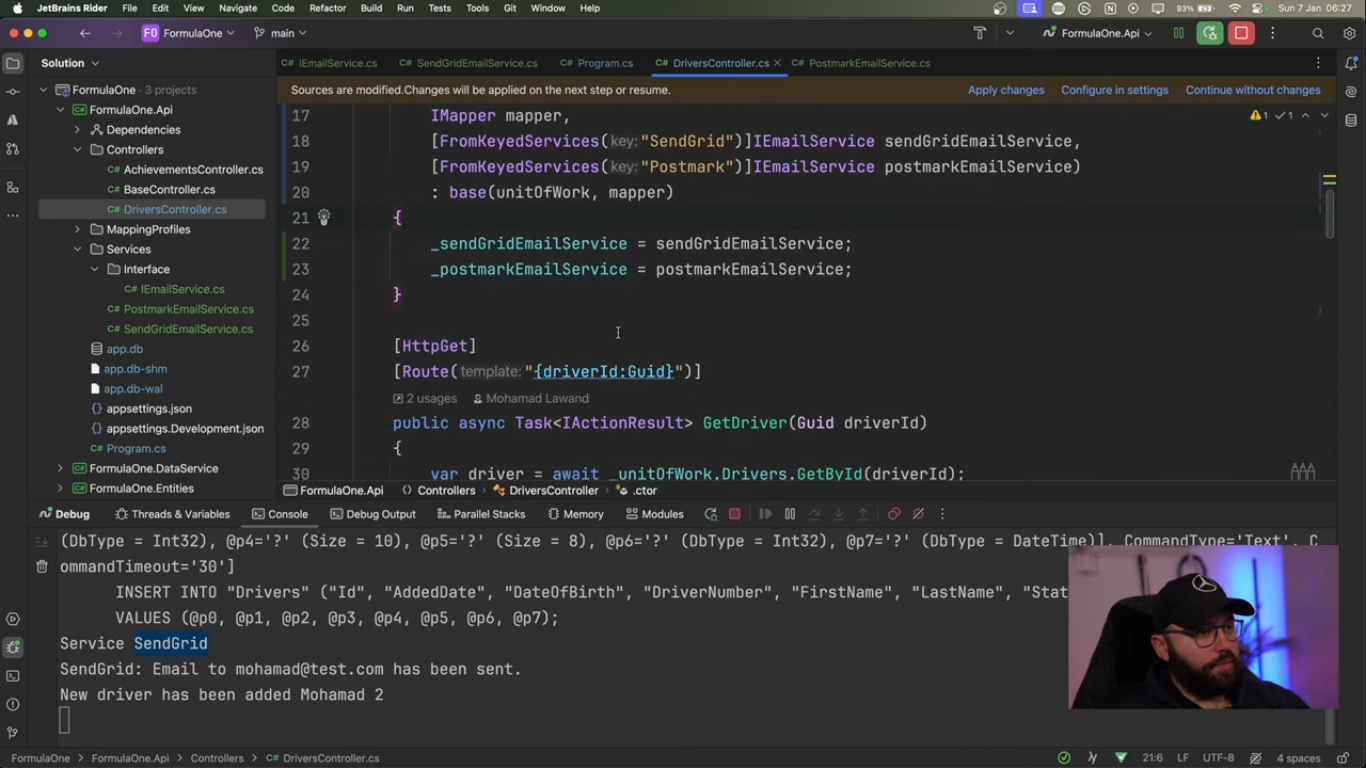 JetBrains Rider File Edit View Navigate Code Refactor Build Run Tests Tools Git Window Help 93% Sun 7 Jan 06:27
FO FormulaOne main FormulaOne.Api
Solution IEmailService.cs SendGridEmailService.cs Program.cs DriversController.cs PostmarkEmailService.cs
FormulaOne 3 projects
Sources are modified.Changes will be applied on the next step or resume. Apply changes Configure in settings Continue without changes
FormulaOne.Api
Dependencies
Controllers
AchievementsController.cs
BaseController.cs
DriversController.cs
MappingProfiles
Services
Interface
IEmailService.cs
PostmarkEmailService.cs
SendGridEmailService.cs
app.db
app.db-shm
app.db-wal
appsettings.json
appsettings.Development.json
Program.cs
FormulaOne.DataService
FormulaOne.Entities
17 IMapper mapper, 1 1
18 [FromKeyedServices(key:"SendGrid")]IEmailService sendGridEmailService,
19 [FromKeyedServices(key:"Postmark")]IEmailService postmarkEmailService)
20 : base(unitOfWork, mapper)
21 {
22 _sendGridEmailService = sendGridEmailService;
23 _postmarkEmailService = postmarkEmailService;
24 }
25
26 [HttpGet]
27 [Route(template:"{driverId:Guid}")]
2 usages Mohamad Lawand
28 public async Task<IActionResult> GetDriver(Guid driverId)
29 {
30 var driver = await _unitOfWork.Drivers.GetById(driverId);
FormulaOne.Api Controllers DriversController .ctor
Debug Threads & Variables Console Debug Output Parallel Stacks Memory Modules
(DbType = Int32), @p4='?' (Size = 10), @p5='?' (Size = 8), @p6='?' (DbType = Int32), @p7='?' (DbType = DateTime)], CommandType='Text', C
ommandTimeout='30']
INSERT INTO "Drivers" ("Id", "AddedDate", "DateOfBirth", "DriverNumber", "FirstName", "LastName", "Stat
VALUES (@p0, @p1, @p2, @p3, @p4, @p5, @p6, @p7);
Service SendGrid
SendGrid: Email to mohamad@test.com has been sent.
New driver has been added Mohamad 2
FormulaOne FormulaOne.Api Controllers DriversController.cs 21:6 LF UTF-8 4 spaces